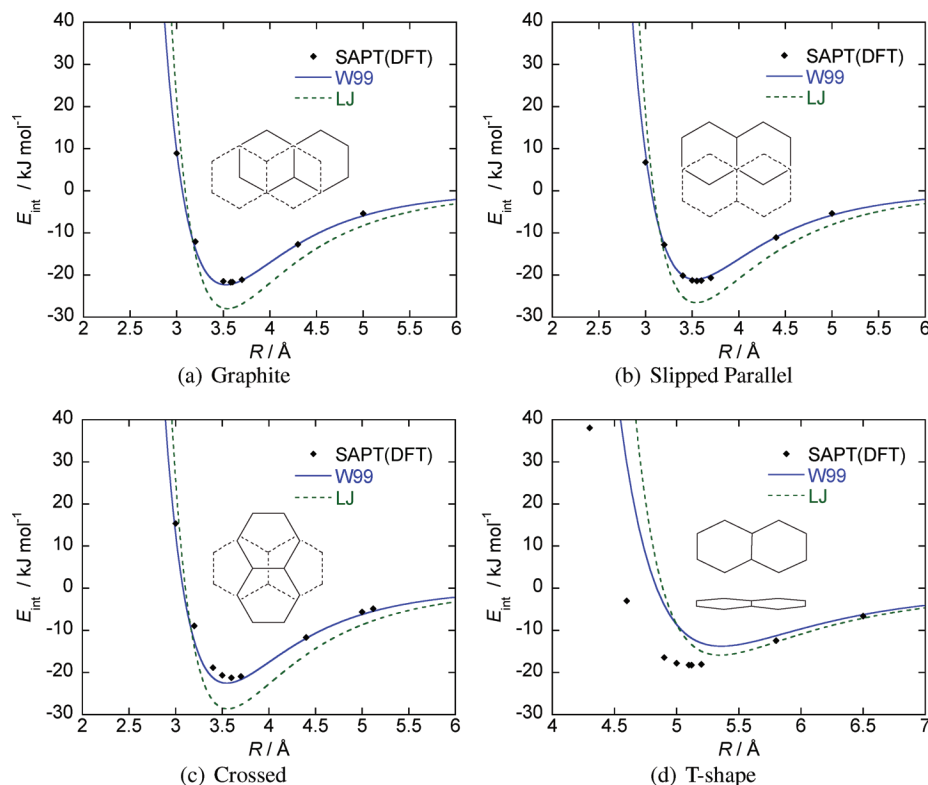 40
30
20
10
0
-10
-20
-30
E_int / kJ mol⁻¹
SAPT(DFT)
W99
LJ
2 2.5 3 3.5 4 4.5 5 5.5 6
R / Å
(a) Graphite
40
30
20
10
0
-10
-20
-30
E_int / kJ mol⁻¹
SAPT(DFT)
W99
LJ
2 2.5 3 3.5 4 4.5 5 5.5 6
R / Å
(b) Slipped Parallel
40
30
20
10
0
-10
-20
-30
E_int / kJ mol⁻¹
SAPT(DFT)
W99
LJ
2 2.5 3 3.5 4 4.5 5 5.5 6
R / Å
(c) Crossed
40
30
20
10
0
-10
-20
-30
E_int / kJ mol⁻¹
SAPT(DFT)
W99
LJ
4 4.5 5 5.5 6 6.5 7
R / Å
(d) T-shape